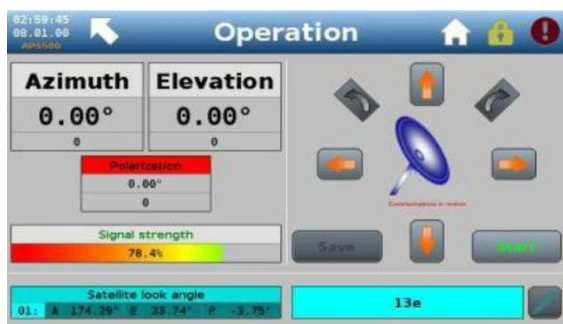 02:59:45
00.01.00
APS500
Operation
Azimuth
0.00°
0
Elevation
0.00°
0
Polarization
0.00°
0
Signal strength
78.4%
Save
Start
Satellite look angle
01: A 174.29° E 33.74° P -3.75°
13e